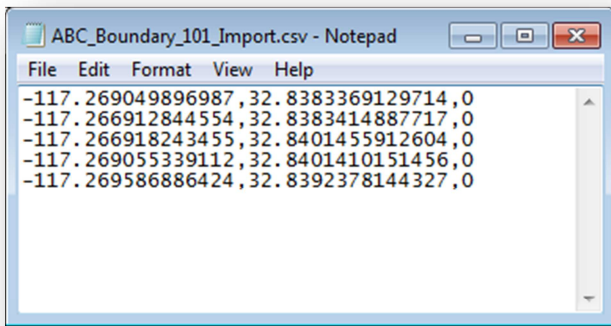 ABC_Boundary_101_Import.csv - Notepad
File Edit Format View Help
-117.269049896987,32.8383369129714,0
-117.266912844554,32.8383414887717,0
-117.266918243455,32.8401455912604,0
-117.269055339112,32.8401410151456,0
-117.269586886424,32.8392378144327,0